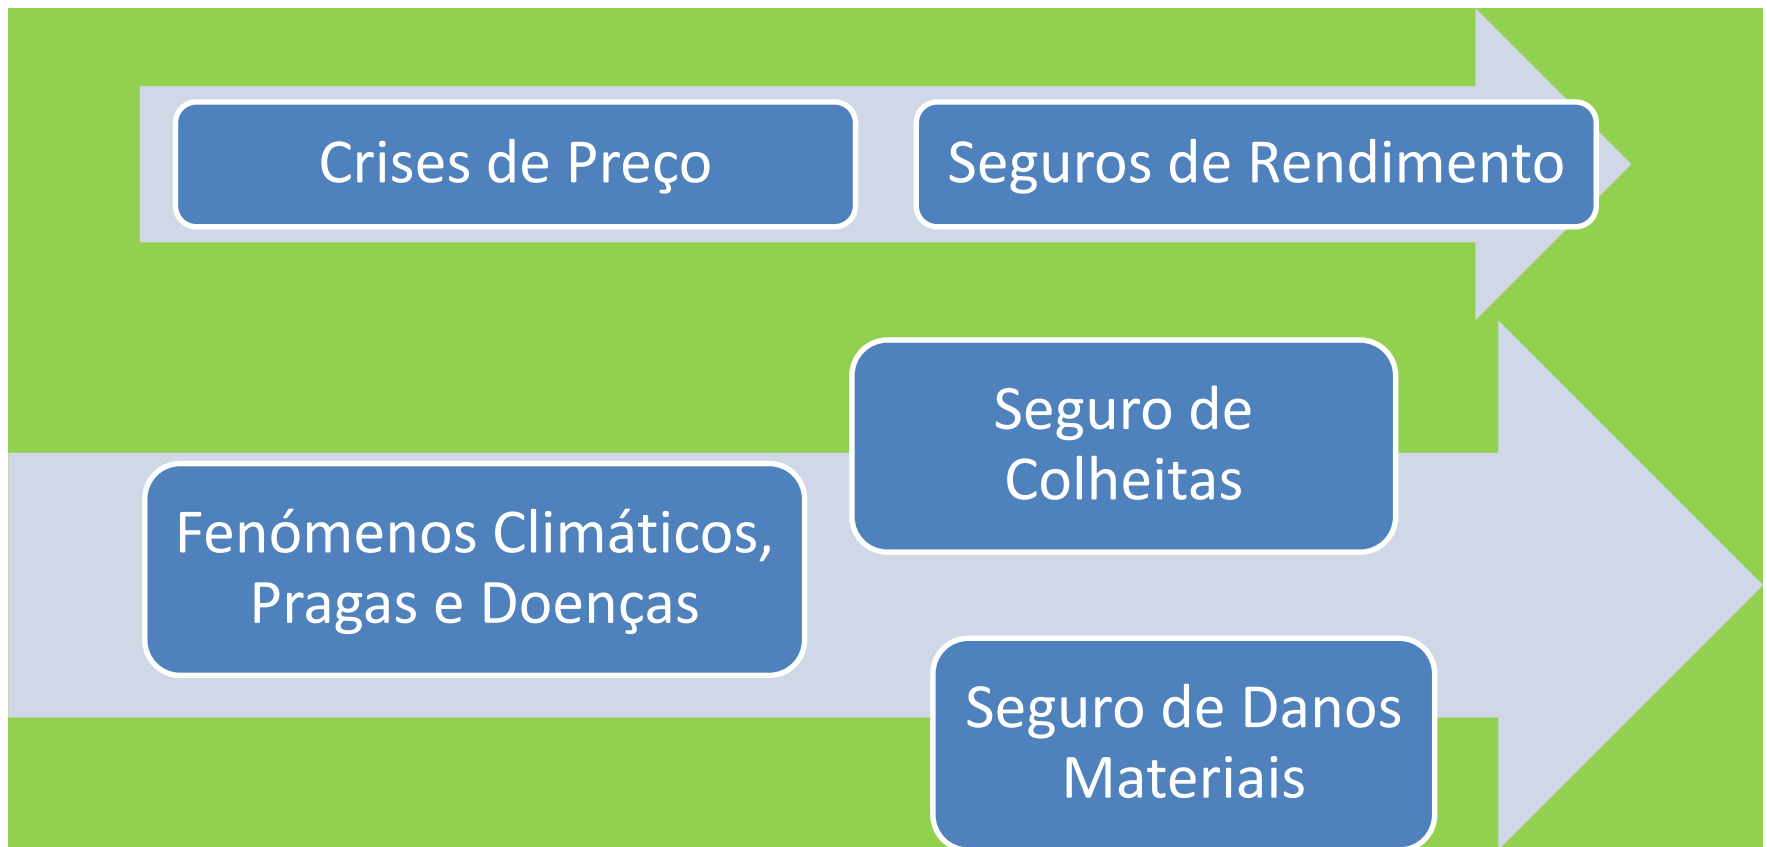 Crises de Preço
Seguros de Rendimento
Fenómenos Climáticos,
Pragas e Doenças
Seguro de
Colheitas
Seguro de Danos
Materiais